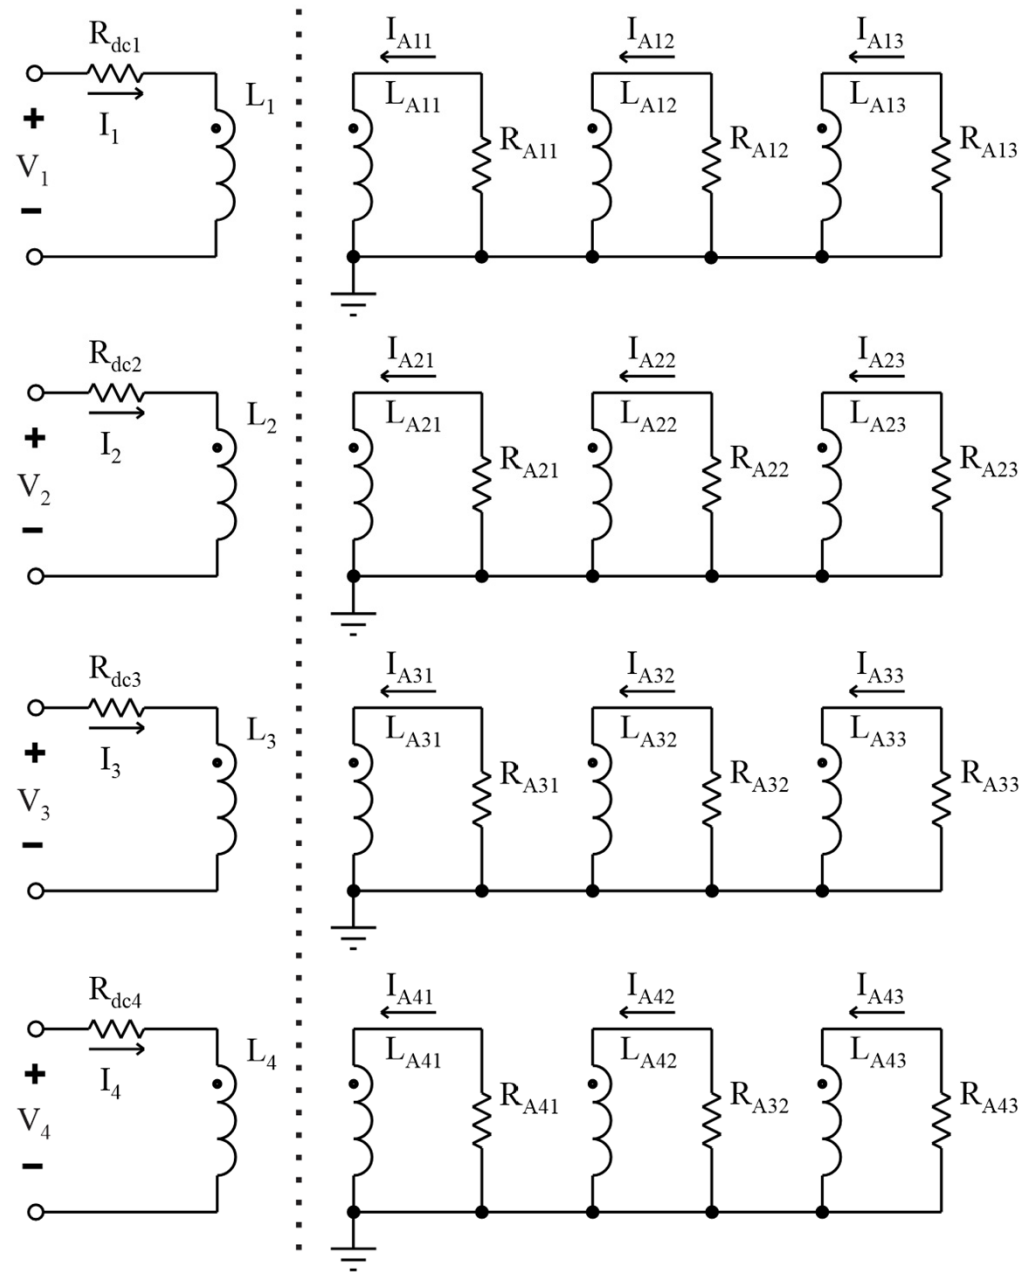 R_dc1 I_A11 I_A12 I_A13
L_1 L_A11 L_A12 L_A13
+ I_1 R_A11 R_A12 R_A13
V_1
−
R_dc2 I_A21 I_A22 I_A23
L_2 L_A21 L_A22 L_A23
+ I_2 R_A21 R_A22 R_A23
V_2
−
R_dc3 I_A31 I_A32 I_A33
L_3 L_A31 L_A32 L_A33
+ I_3 R_A31 R_A32 R_A33
V_3
−
R_dc4 I_A41 I_A42 I_A43
L_4 L_A41 L_A42 L_A43
+ I_4 R_A41 R_A32 R_A43
V_4
−